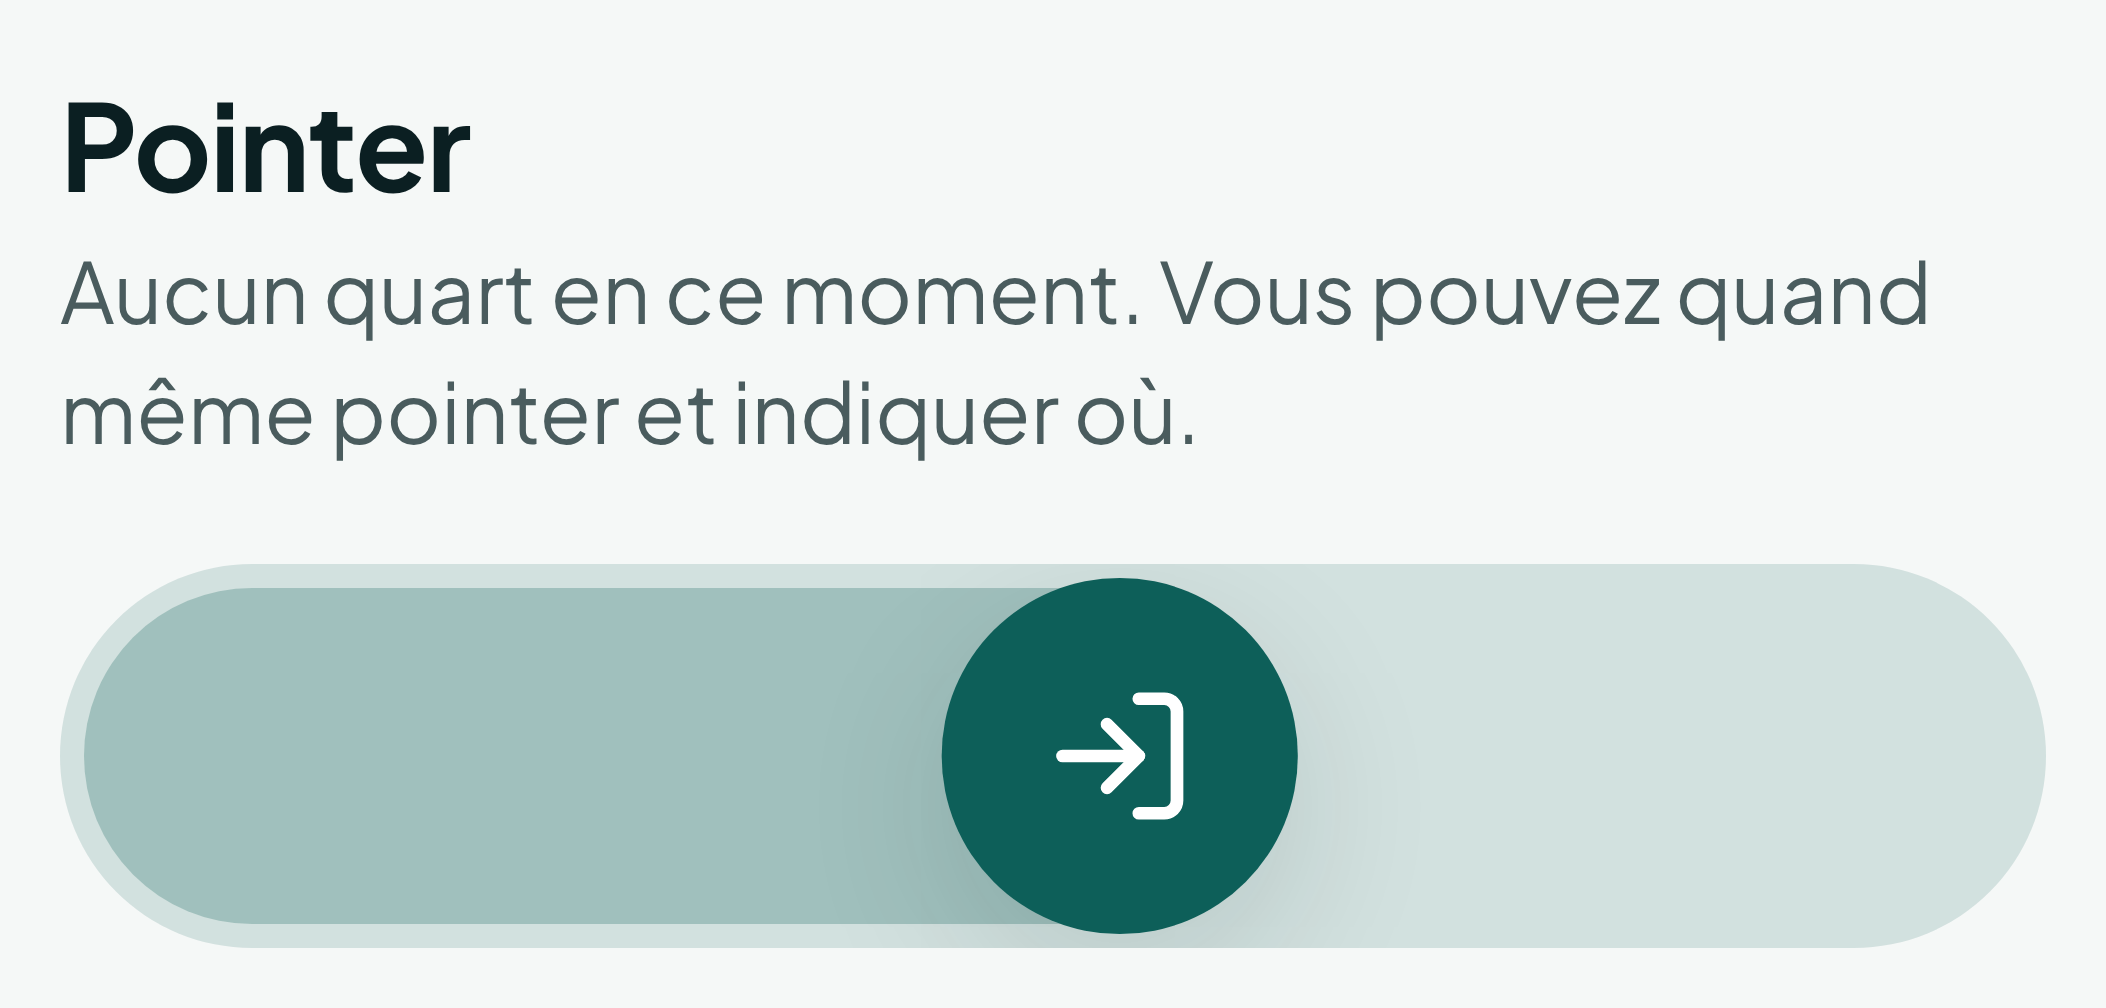 Pointer
Aucun quart en ce moment. Vous pouvez quand
même pointer et indiquer où.